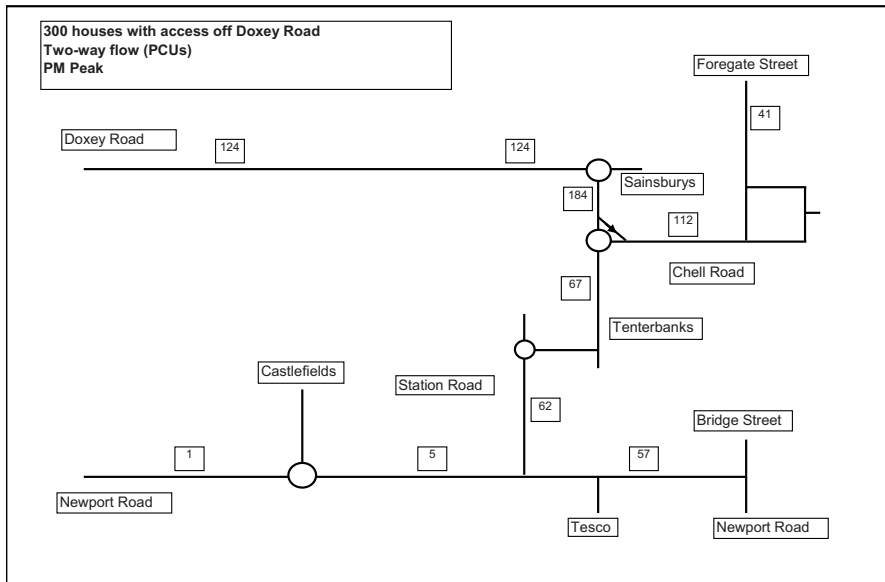 300 houses with access off Doxey Road
Two-way flow (PCUs)
PM Peak
Foregate Street
41
Doxey Road
124
124
Sainsburys
184
112
Chell Road
67
Tenterbanks
Castlefields
Station Road
62
Bridge Street
1
5
57
Newport Road
Tesco
Newport Road